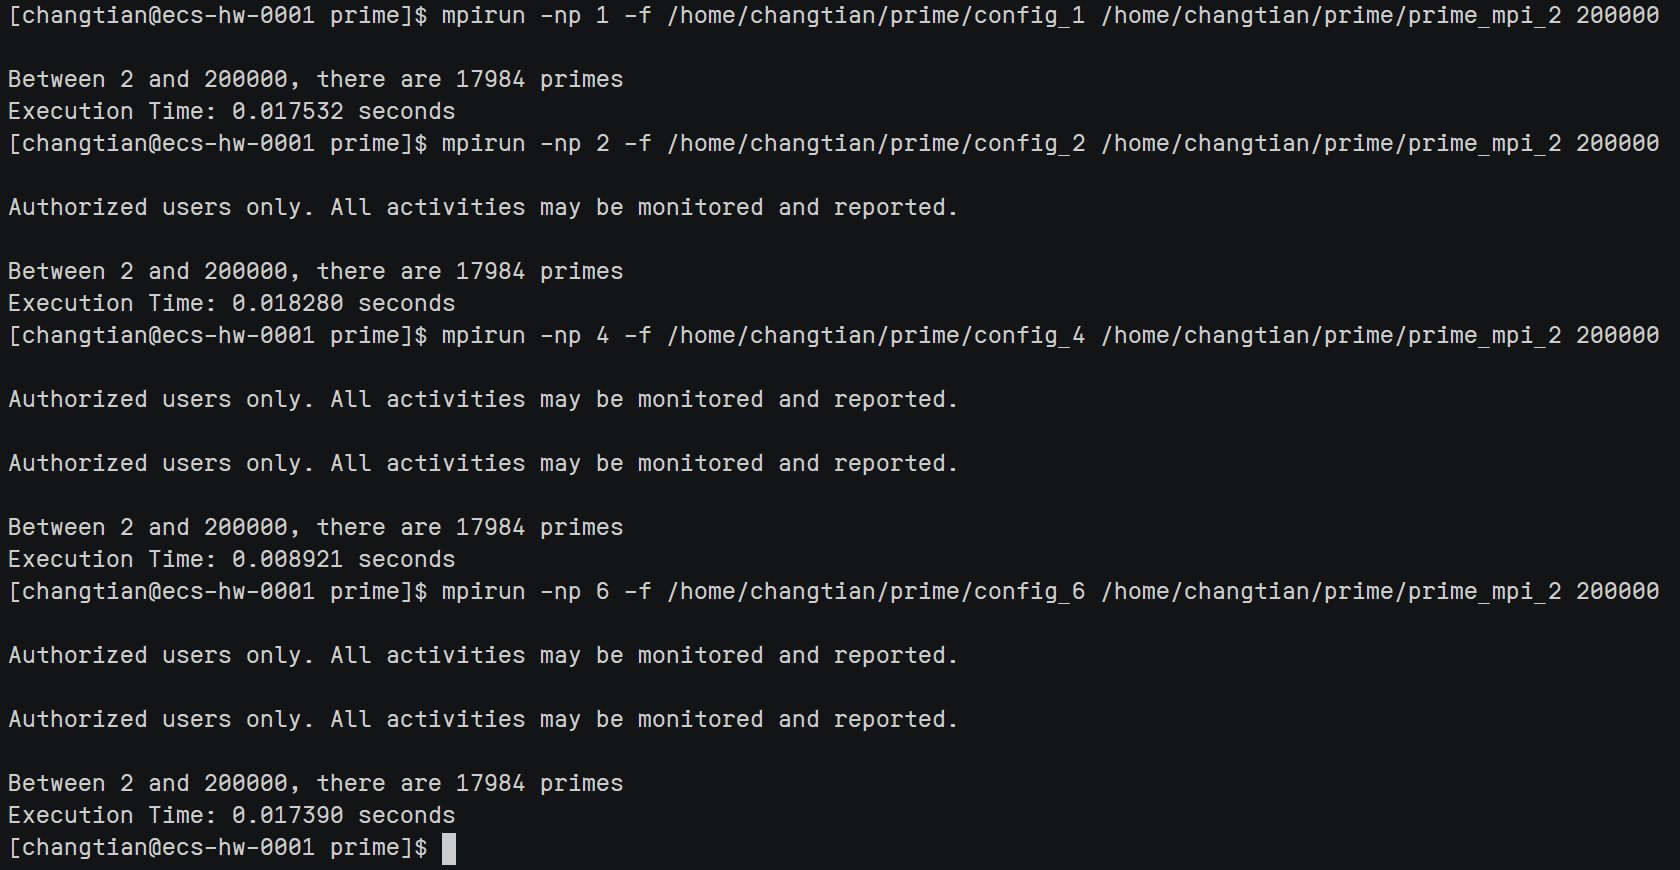 [changtian@ecs-hw-0001 prime]$ mpirun -np 1 -f /home/changtian/prime/config_1 /home/changtian/prime/prime_mpi_2 200000
Between 2 and 200000, there are 17984 primes
Execution Time: 0.017532 seconds
[changtian@ecs-hw-0001 prime]$ mpirun -np 2 -f /home/changtian/prime/config_2 /home/changtian/prime/prime_mpi_2 200000
Authorized users only. All activities may be monitored and reported.
Between 2 and 200000, there are 17984 primes
Execution Time: 0.018280 seconds
[changtian@ecs-hw-0001 prime]$ mpirun -np 4 -f /home/changtian/prime/config_4 /home/changtian/prime/prime_mpi_2 200000
Authorized users only. All activities may be monitored and reported.
Authorized users only. All activities may be monitored and reported.
Between 2 and 200000, there are 17984 primes
Execution Time: 0.008921 seconds
[changtian@ecs-hw-0001 prime]$ mpirun -np 6 -f /home/changtian/prime/config_6 /home/changtian/prime/prime_mpi_2 200000
Authorized users only. All activities may be monitored and reported.
Authorized users only. All activities may be monitored and reported.
Between 2 and 200000, there are 17984 primes
Execution Time: 0.017390 seconds
[changtian@ecs-hw-0001 prime]$